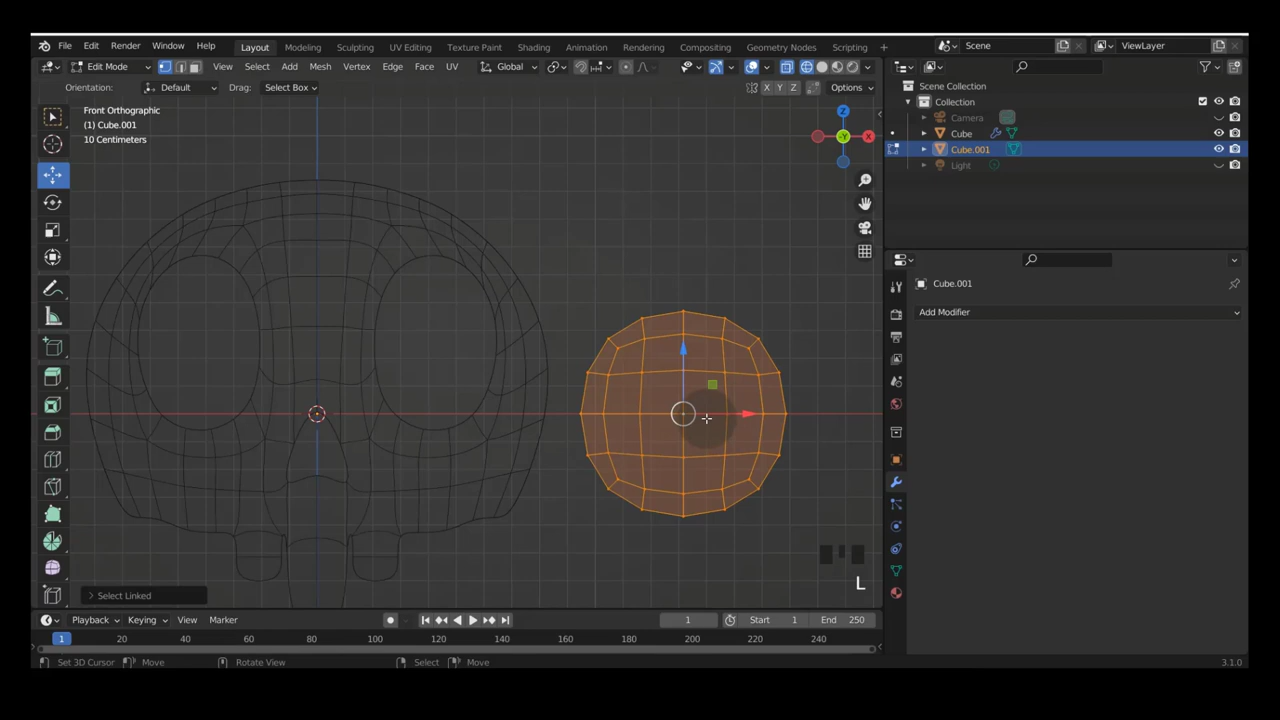 File Edit Render Window Help Layout Modeling Sculpting UV Editing Texture Paint Shading Animation Rendering Compositing Geometry Nodes Scripting + Scene ViewLayer
Edit Mode View Select Add Mesh Vertex Edge Face UV Global
Orientation: Default Drag: Select Box X Y Z Options
Scene Collection
Collection
Camera
Cube
Cube.001
Light
Front Orthographic
(1) Cube.001
10 Centimeters
Z
-Y
X
Cube.001
Add Modifier
L
> Select Linked
Playback Keying View Marker 1 Start 1 End 250
1 20 40 60 80 100 120 140 160 180 200 220 240
Set 3D Cursor Move Rotate View Select Move 3.1.0